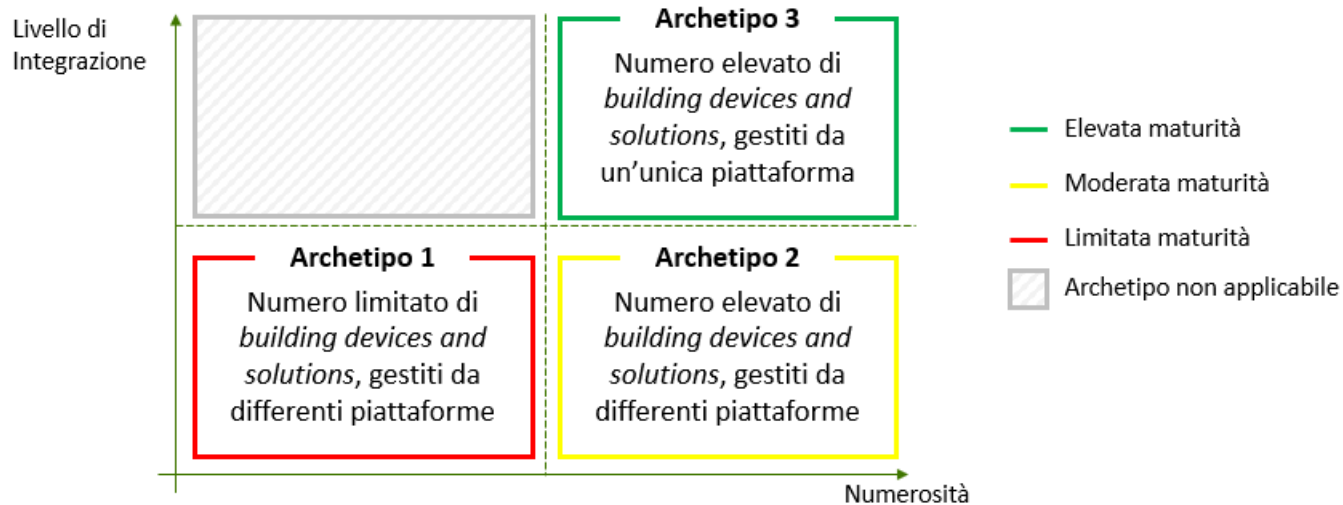 Livello di
Integrazione
Archetipo 3
Numero elevato di
building devices and
solutions, gestiti da
un’unica piattaforma
Archetipo 1
Numero limitato di
building devices and
solutions, gestiti da
differenti piattaforme
Archetipo 2
Numero elevato di
building devices and
solutions, gestiti da
differenti piattaforme
Numerosità
Elevata maturità
Moderata maturità
Limitata maturità
Archetipo non applicabile